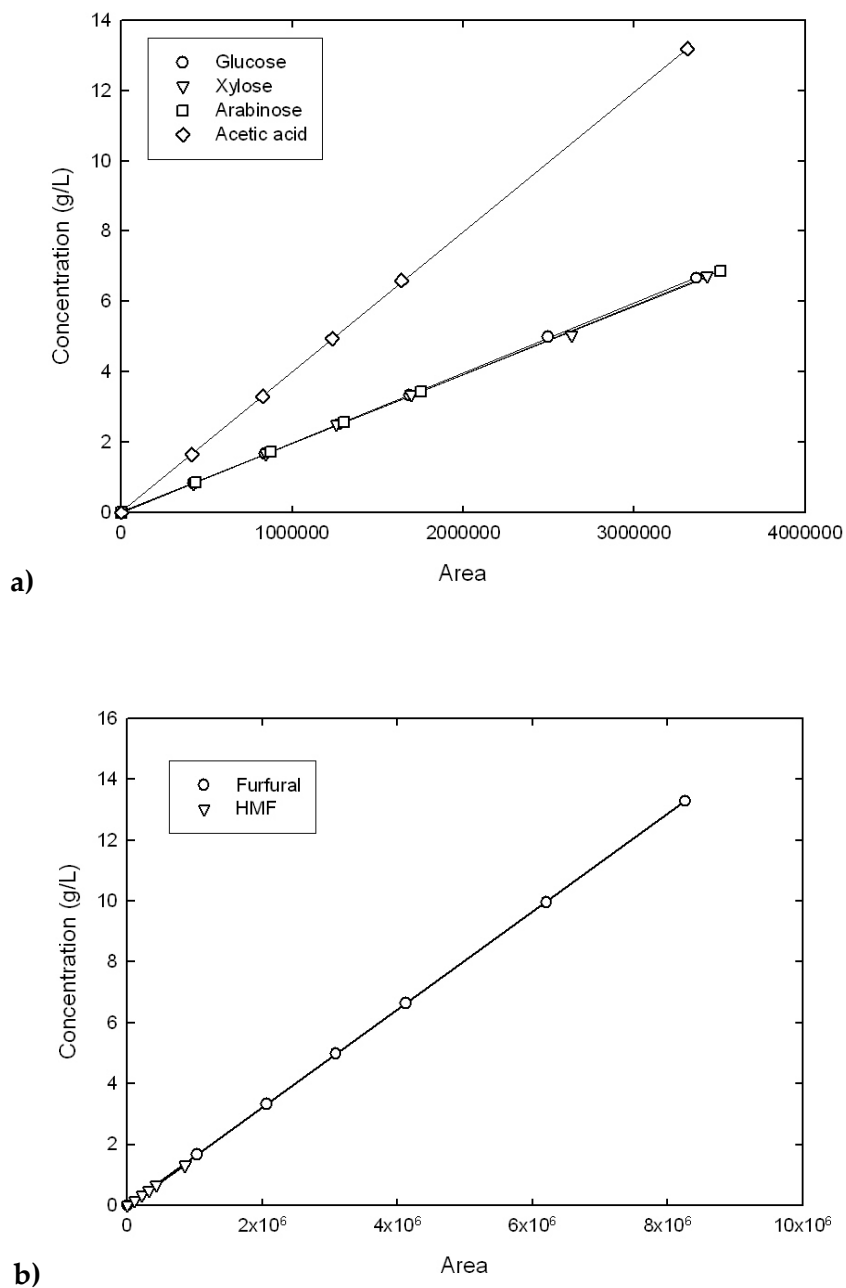 14
12
10
8
6
4
2
0
Concentration (g/L)
Glucose
Xylose
Arabinose
Acetic acid
0 1000000 2000000 3000000 4000000
Area
a)
16
14
12
10
8
6
4
2
0
Concentration (g/L)
Furfural
HMF
0 2x10⁶ 4x10⁶ 6x10⁶ 8x10⁶ 10x10⁶
Area
b)